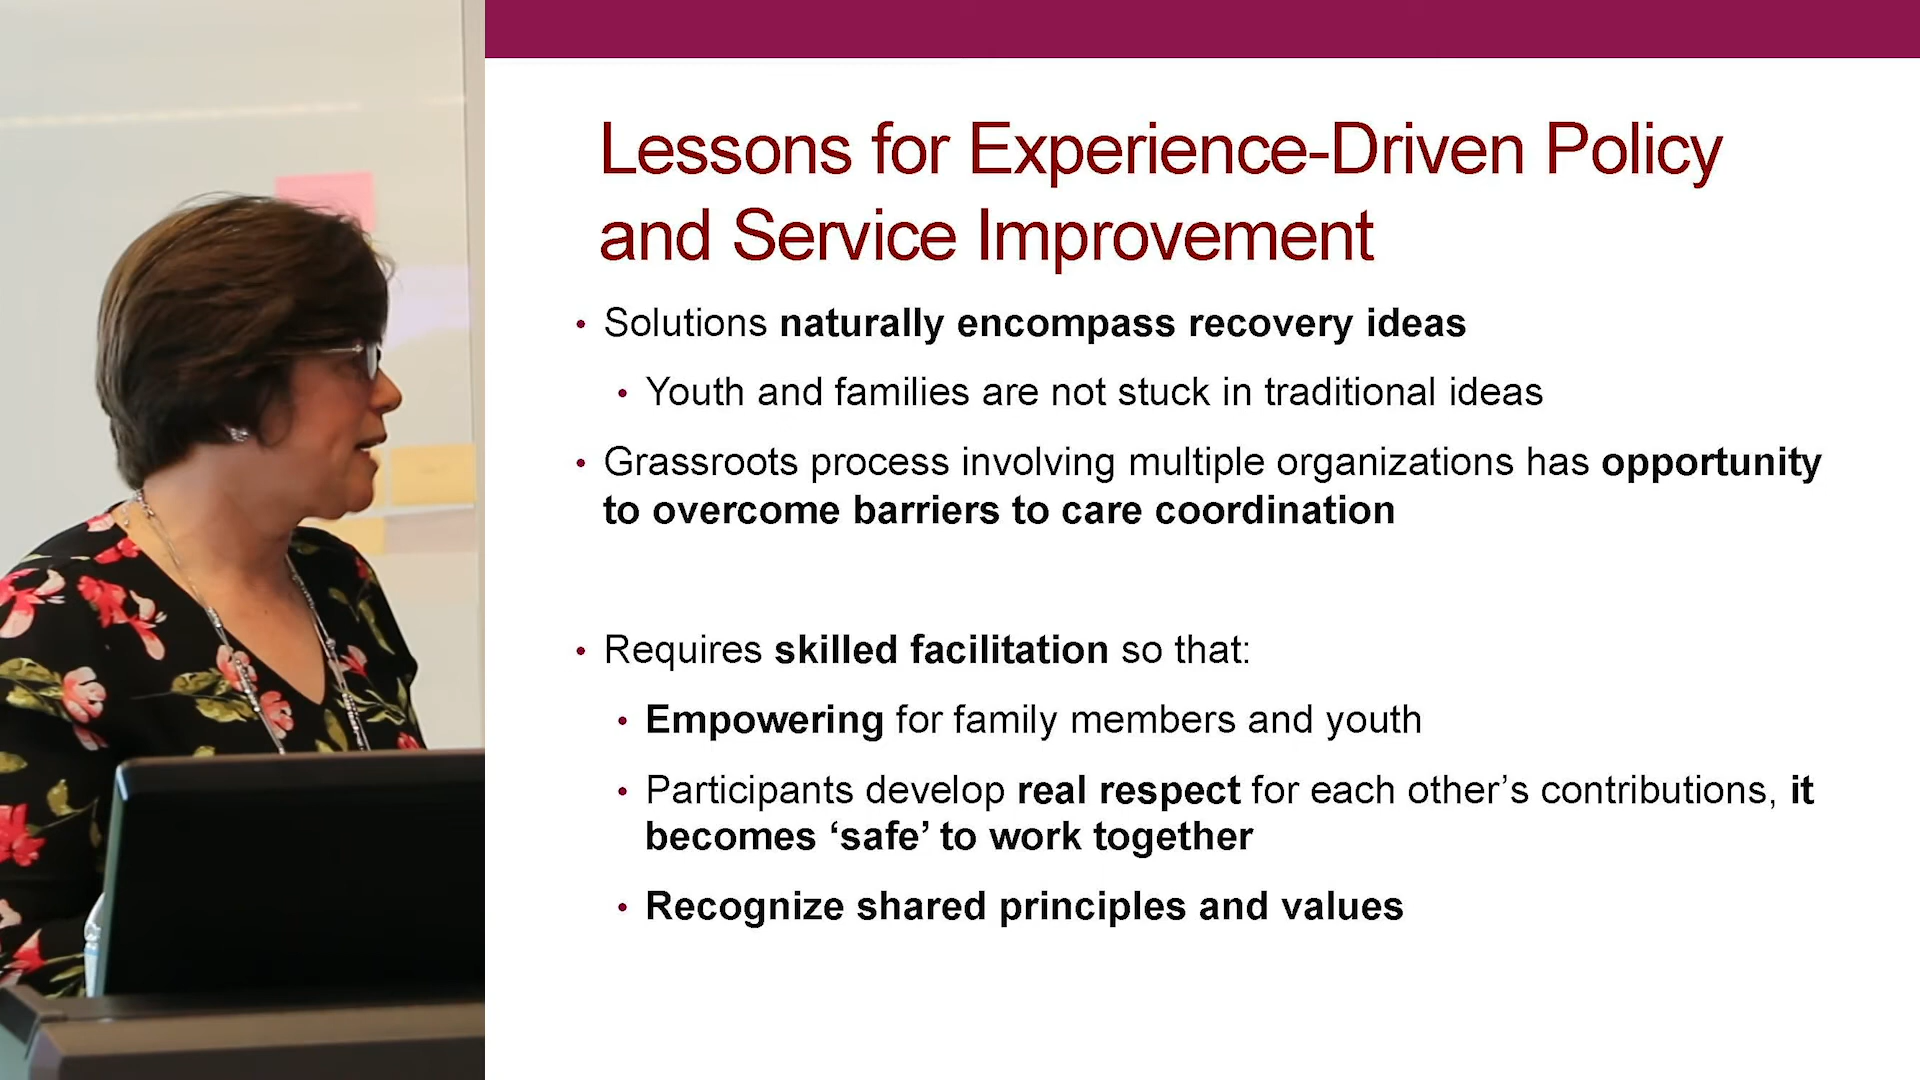 Lessons for Experience-Driven Policy
and Service Improvement
• Solutions naturally encompass recovery ideas
• Youth and families are not stuck in traditional ideas
• Grassroots process involving multiple organizations has opportunity
to overcome barriers to care coordination
• Requires skilled facilitation so that:
• Empowering for family members and youth
• Participants develop real respect for each other’s contributions, it
becomes ‘safe’ to work together
• Recognize shared principles and values